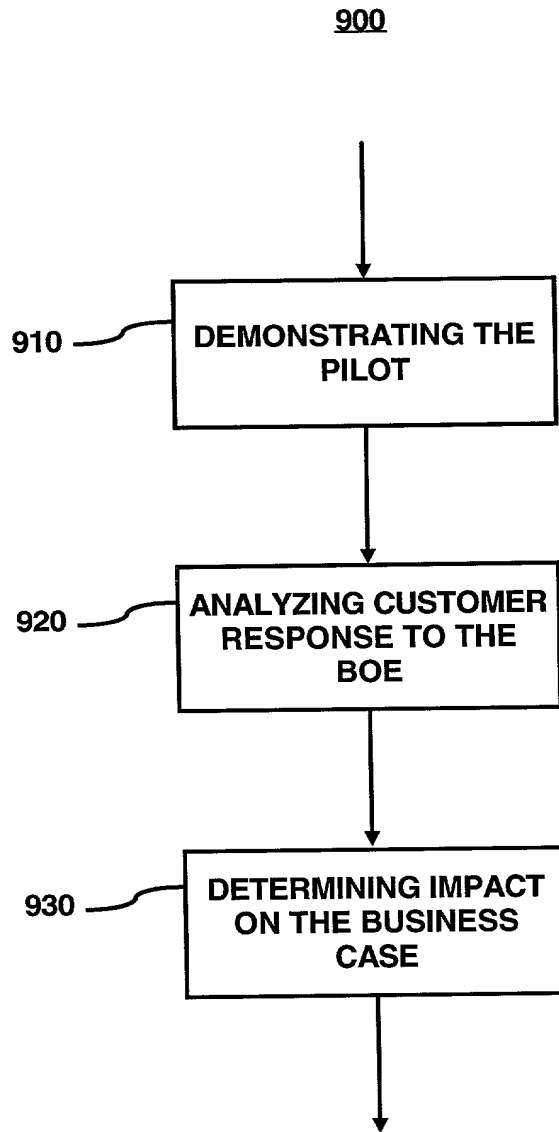 900
910
DEMONSTRATING THE
PILOT
920
ANALYZING CUSTOMER
RESPONSE TO THE
BOE
930
DETERMINING IMPACT
ON THE BUSINESS
CASE